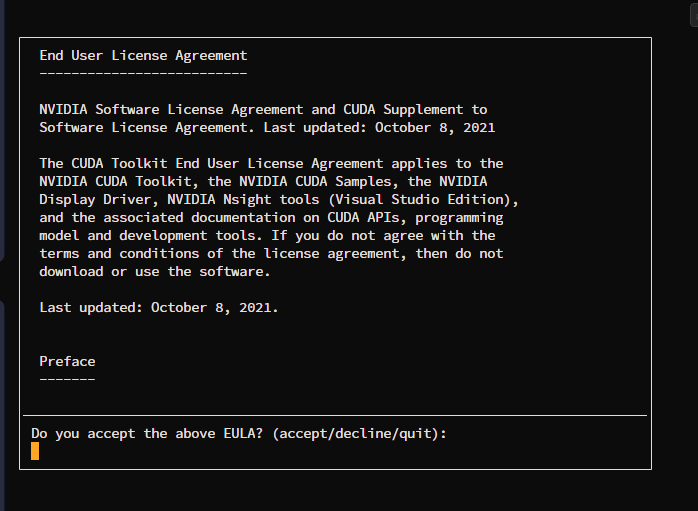 End User License Agreement
--------------------------
NVIDIA Software License Agreement and CUDA Supplement to
Software License Agreement. Last updated: October 8, 2021
The CUDA Toolkit End User License Agreement applies to the
NVIDIA CUDA Toolkit, the NVIDIA CUDA Samples, the NVIDIA
Display Driver, NVIDIA Nsight tools (Visual Studio Edition),
and the associated documentation on CUDA APIs, programming
model and development tools. If you do not agree with the
terms and conditions of the license agreement, then do not
download or use the software.
Last updated: October 8, 2021.
Preface
-------
Do you accept the above EULA? (accept/decline/quit):